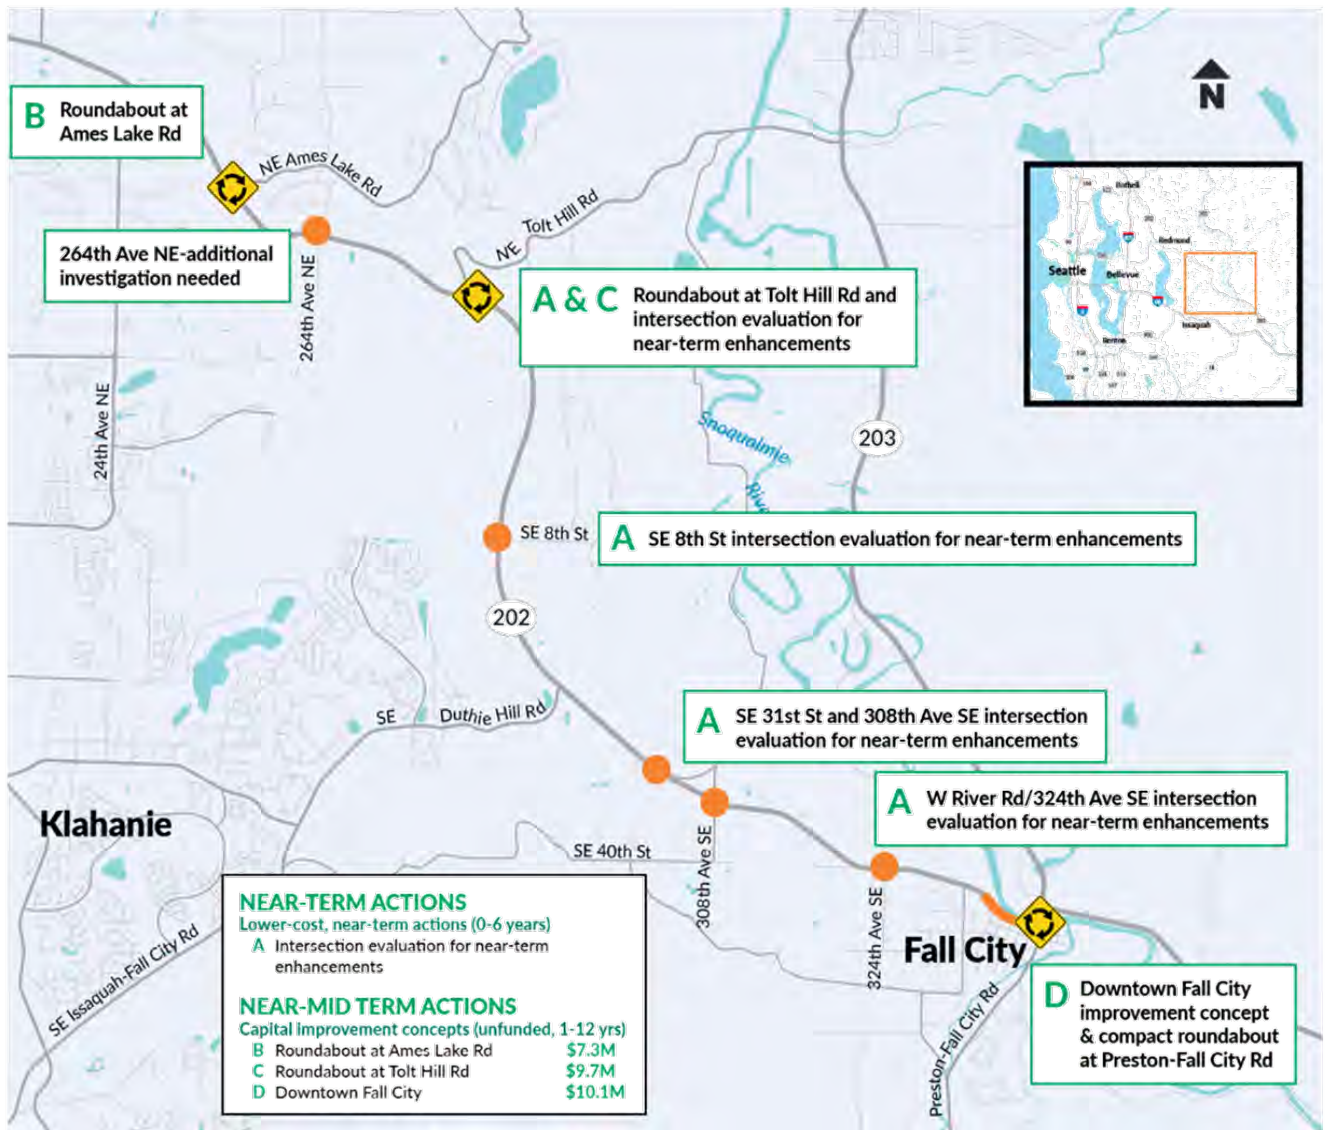 B Roundabout at
Ames Lake Rd
NE Ames Lake Rd
N
264th Ave NE-additional
investigation needed
264th Ave NE
NE Tolt Hill Rd
A & C Roundabout at Tolt Hill Rd and
intersection evaluation for
near-term enhancements
Bothell
Redmond
Seattle
Bellevue
Issaquah
Renton
24th Ave NE
Snoqualmie
203
SE 8th St
A SE 8th St intersection evaluation for near-term enhancements
202
SE Duthie Hill Rd
A SE 31st St and 308th Ave SE intersection
evaluation for near-term enhancements
A W River Rd/324th Ave SE intersection
evaluation for near-term enhancements
Klahanie
SE 40th St
308th Ave SE
324th Ave SE
Fall City
SE Issaquah-Fall City Rd
Preston-Fall City Rd
D Downtown Fall City
improvement concept
& compact roundabout
at Preston-Fall City Rd
NEAR-TERM ACTIONS
Lower-cost, near-term actions (0-6 years)
A Intersection evaluation for near-term
enhancements
NEAR-MID TERM ACTIONS
Capital improvement concepts (unfunded, 1-12 yrs)
B Roundabout at Ames Lake Rd $7.3M
C Roundabout at Tolt Hill Rd $9.7M
D Downtown Fall City $10.1M